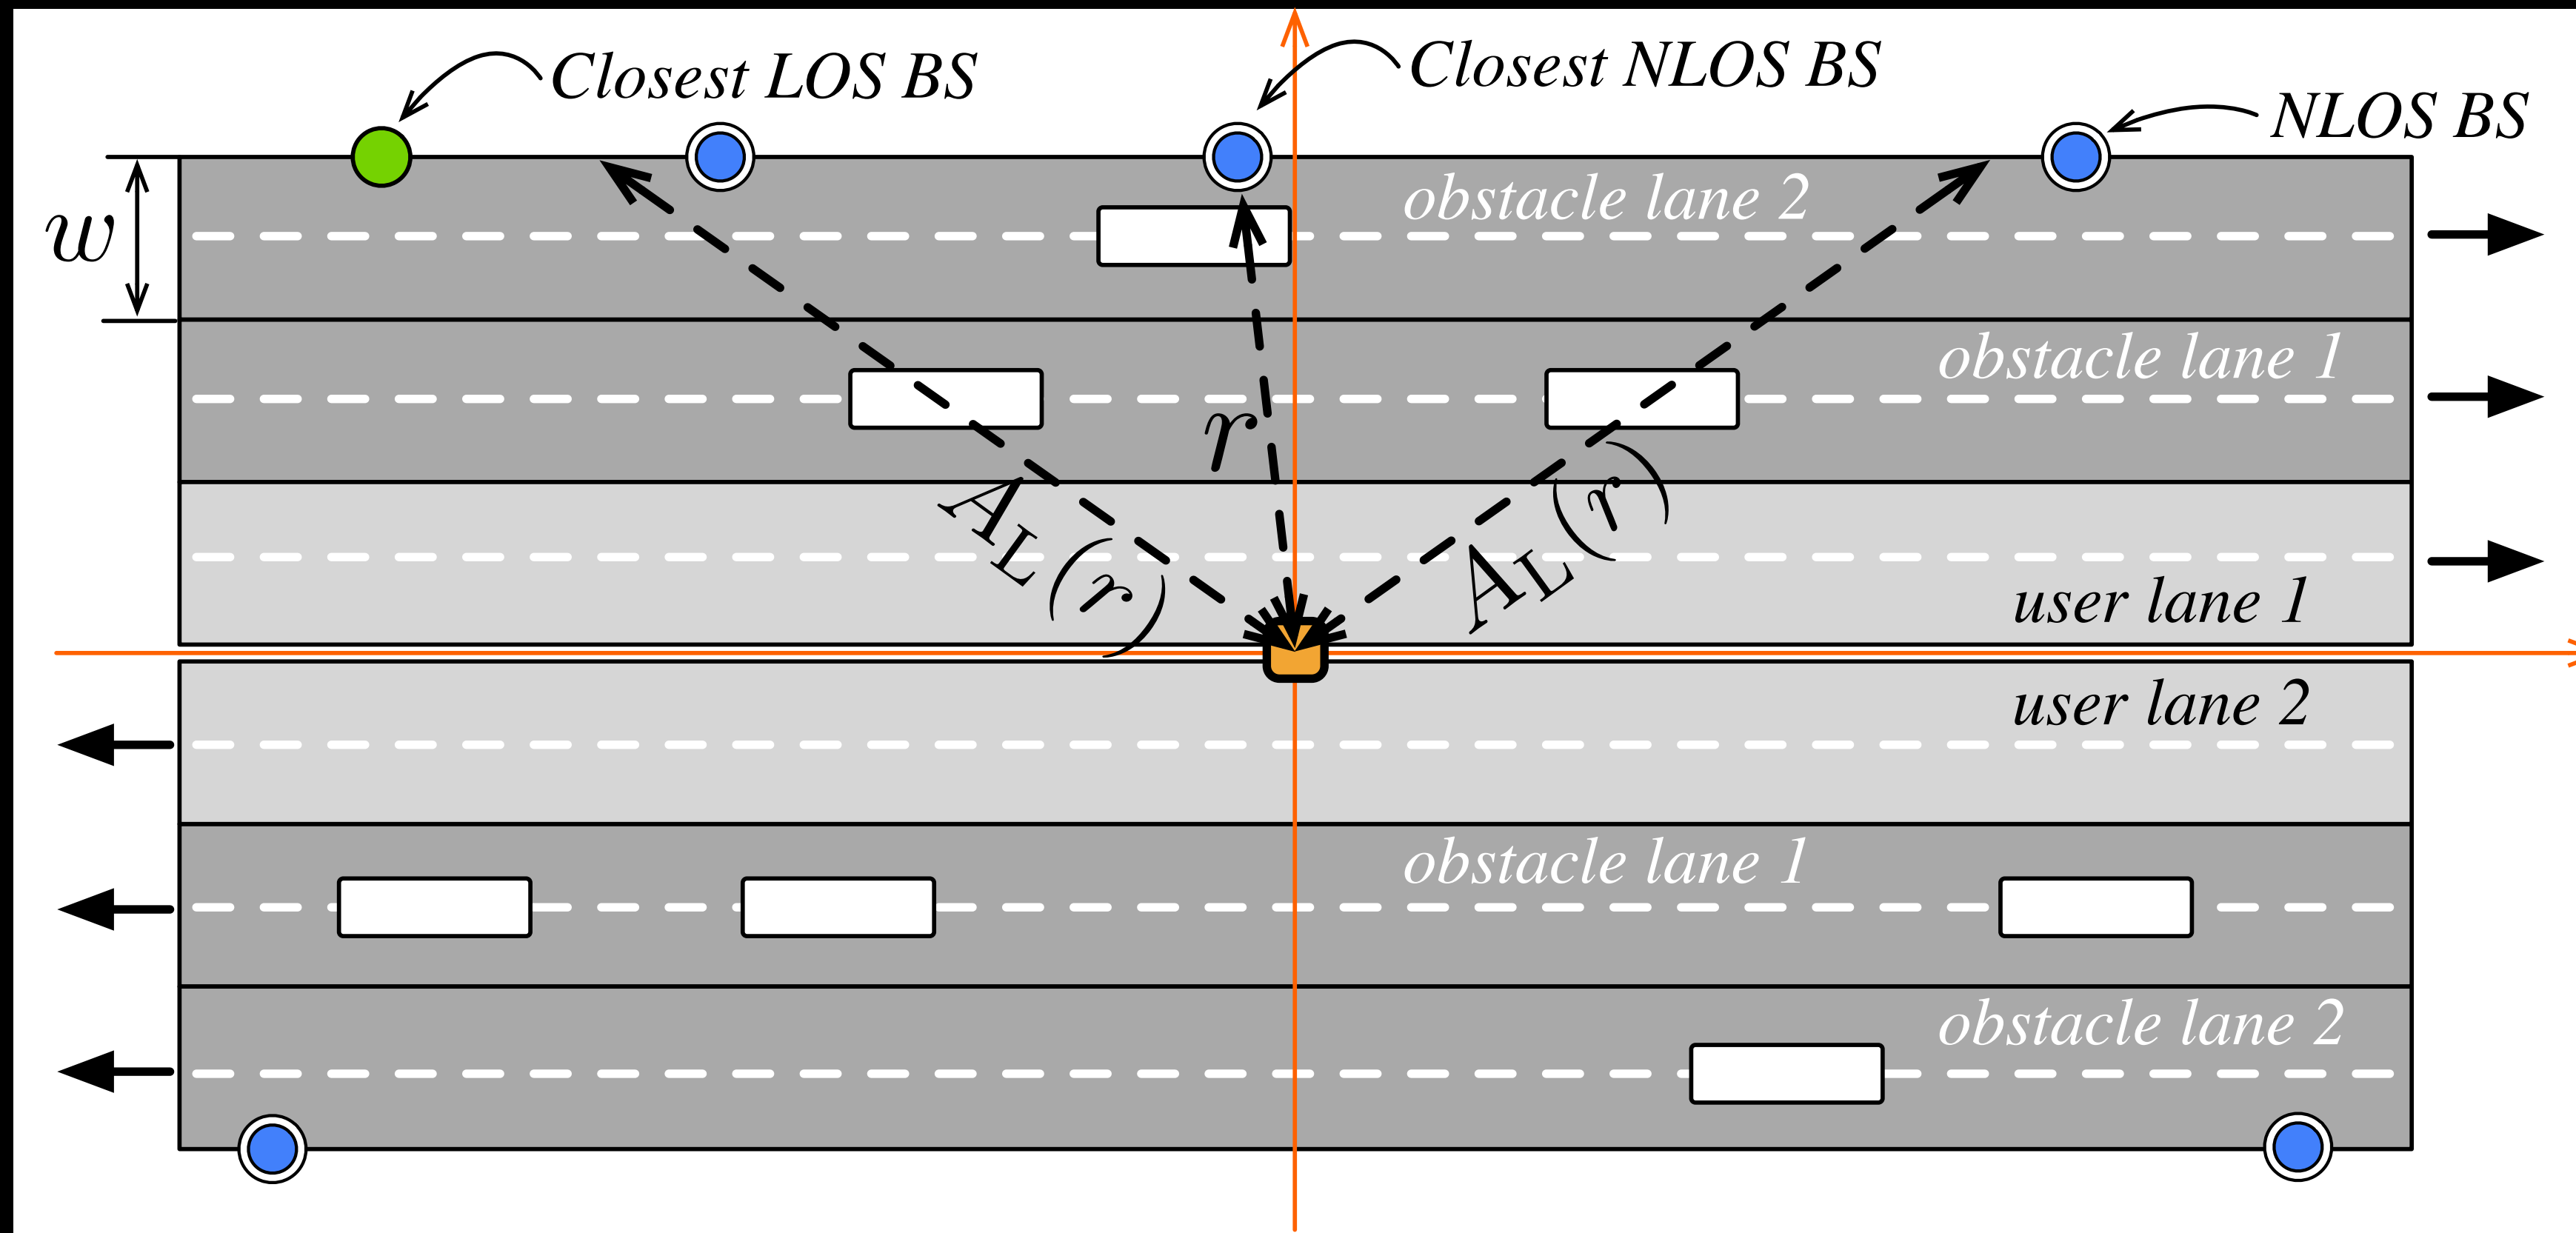 Closest LOS BS
Closest NLOS BS
NLOS BS
w
obstacle lane 2
obstacle lane 1
r
A_L(r)
A_L(r)
user lane 1
user lane 2
obstacle lane 1
obstacle lane 2